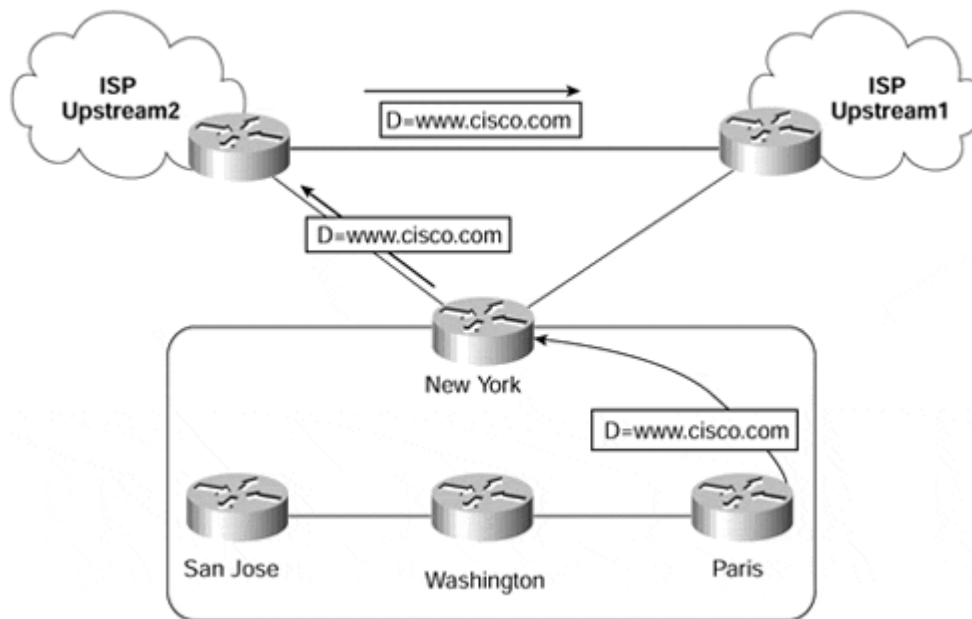 ISP
Upstream2
ISP
Upstream1
D=www.cisco.com
D=www.cisco.com
New York
D=www.cisco.com
San Jose
Washington
Paris